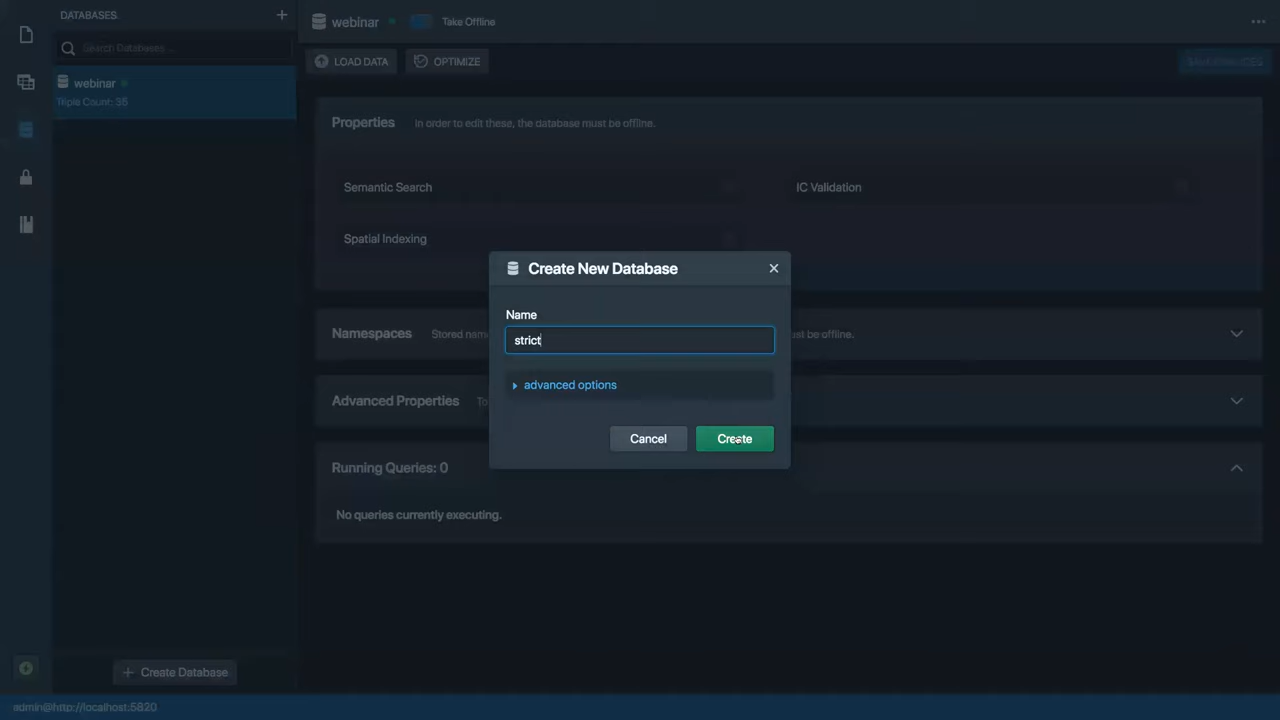 DATABASES
Search Databases...
webinar
Triple Count: 35
webinar
Take Offline
LOAD DATA
OPTIMIZE
Properties
In order to edit these, the database must be offline.
Semantic Search
IC Validation
Spatial Indexing
Create New Database
Name
strict
advanced options
Cancel
Create
Namespaces
Stored name
ust be offline.
Advanced Properties
To
Running Queries: 0
No queries currently executing.
Create Database
admin@http://localhost:5820